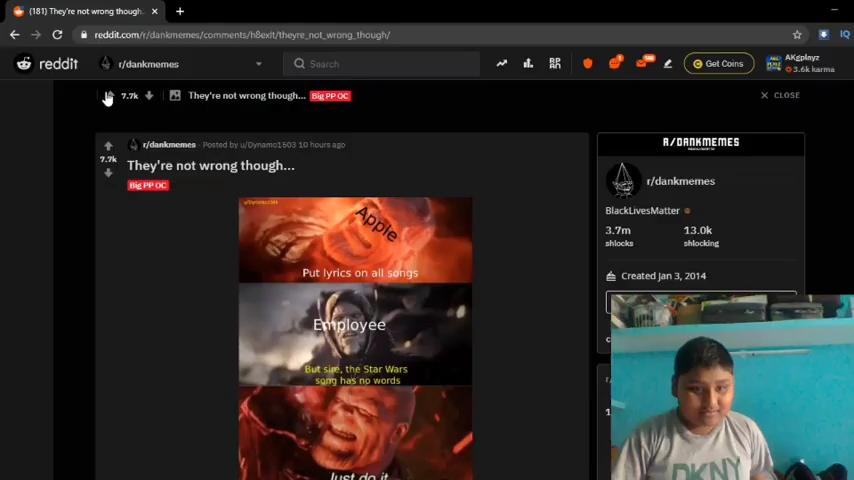 (181) They're not wrong though...
reddit.com/r/dankmemes/comments/h8exlt/theyre_not_wrong_though/
IQ
reddit
r/dankmemes
Search
Get Coins
AKgplayz
3.6k karma
7.7k
They're not wrong though...
Big PP OC
CLOSE
r/dankmemes · Posted by u/Dynamo1503 10 hours ago
7.7k
They're not wrong though...
Big PP OC
Apple
Put lyrics on all songs
Employee
But sire, the Star Wars
song has no words
Just do it
R/DANKMEMES
r/dankmemes
BlackLivesMatter
3.7m
13.0k
shlocks
shlocking
Created Jan 3, 2014
DKNY